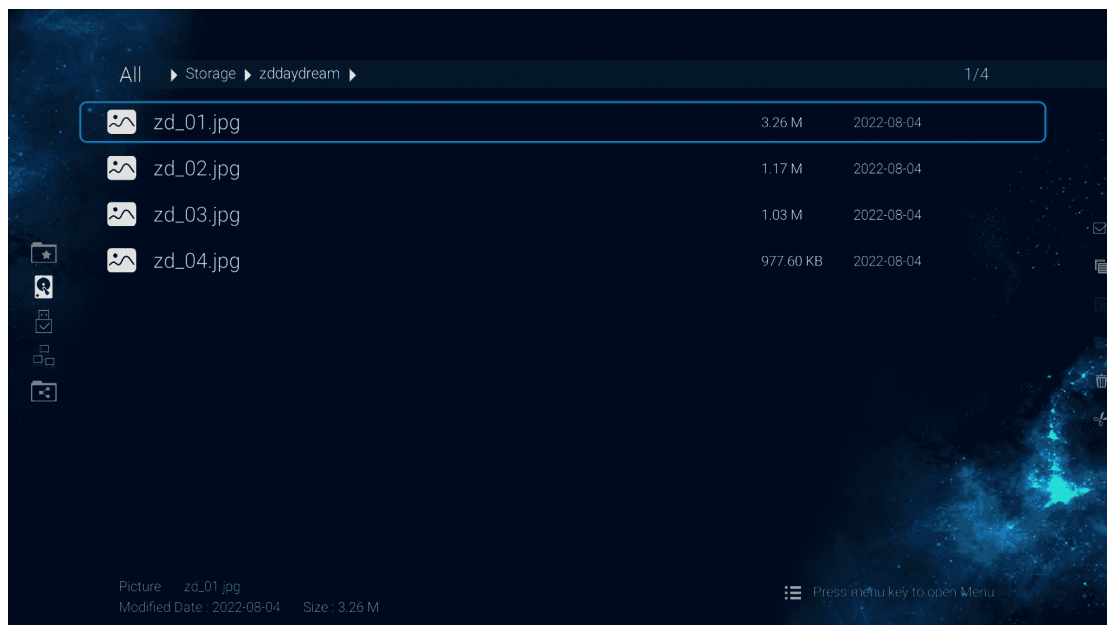 All Storage zddaydream 1/4
zd_01.jpg 3.26 M 2022-08-04
zd_02.jpg 1.17 M 2022-08-04
zd_03.jpg 1.03 M 2022-08-04
zd_04.jpg 977.60 KB 2022-08-04
Picture zd_01.jpg
Modified Date : 2022-08-04 Size : 3.26 M
Press menu key to open Menu